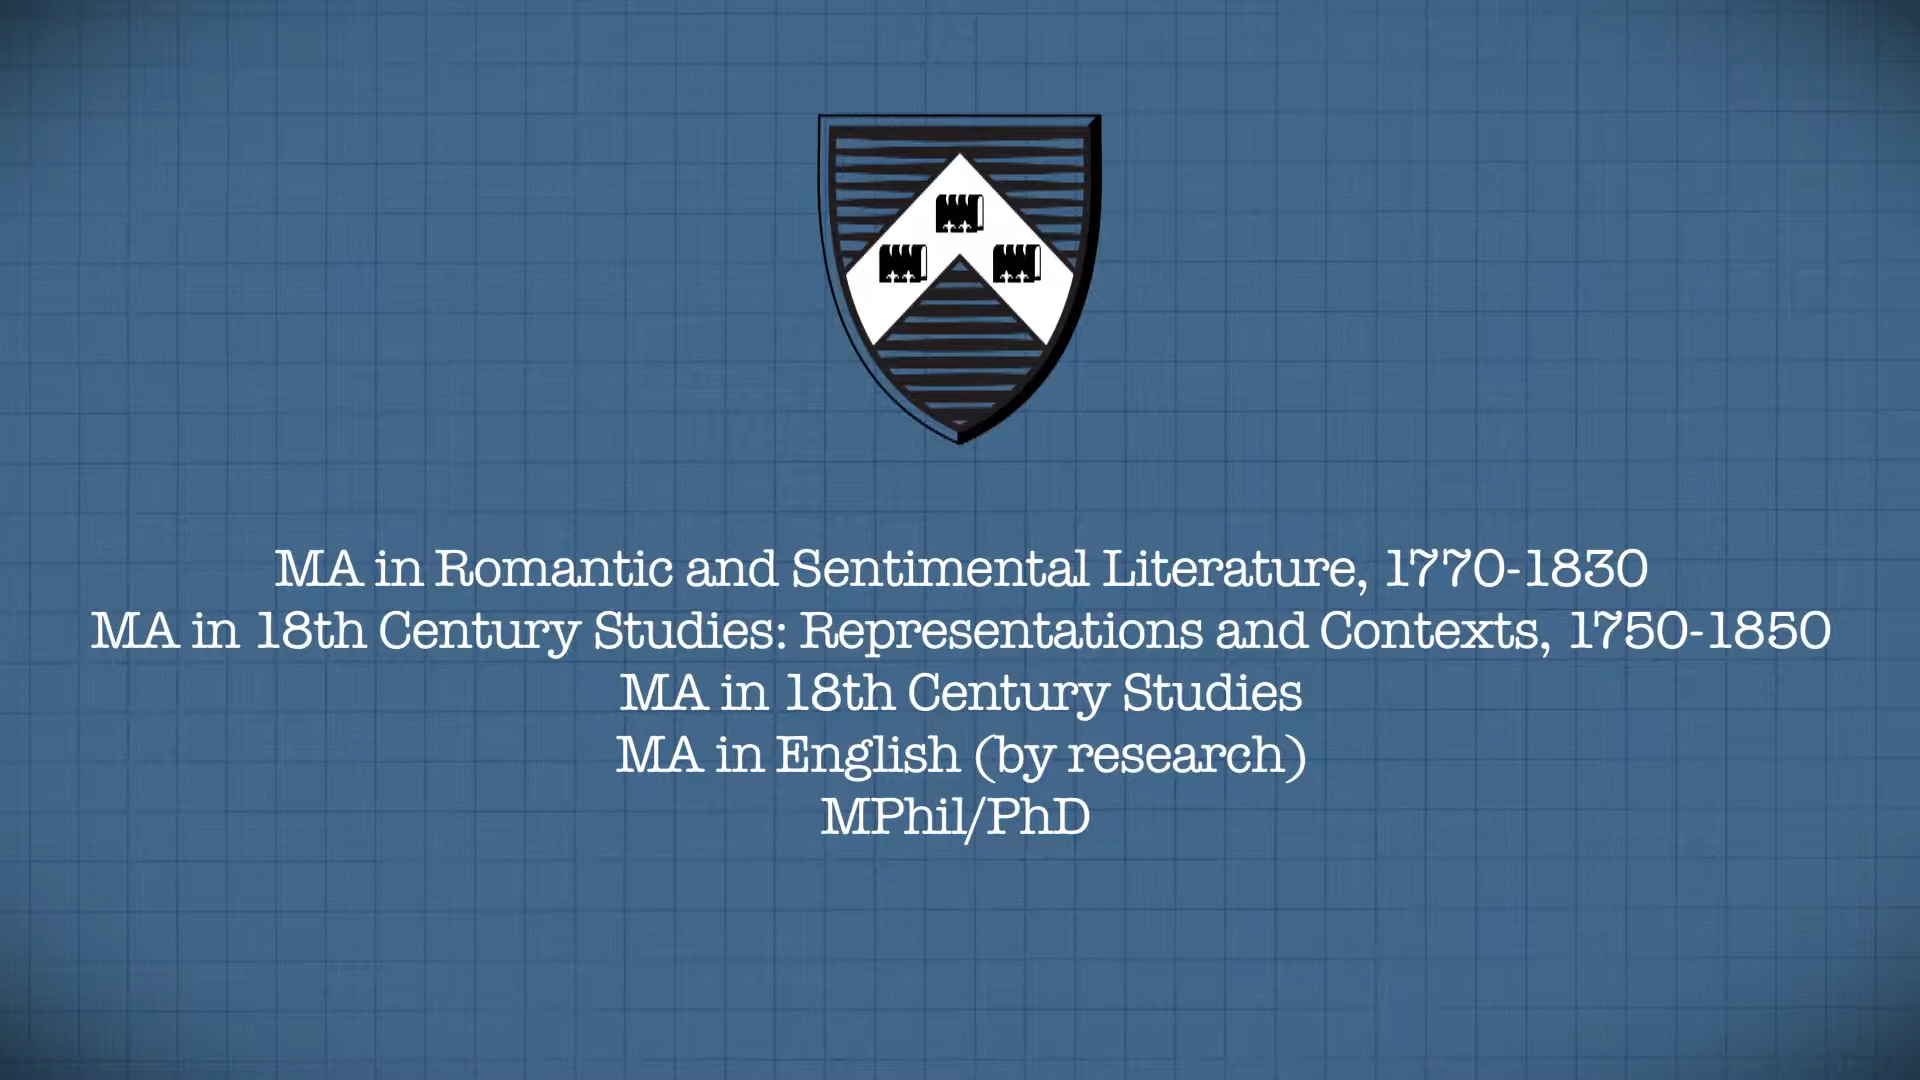 MA in Romantic and Sentimental Literature, 1770-1830
MA in 18th Century Studies: Representations and Contexts, 1750-1850
MA in 18th Century Studies
MA in English (by research)
MPhil/PhD